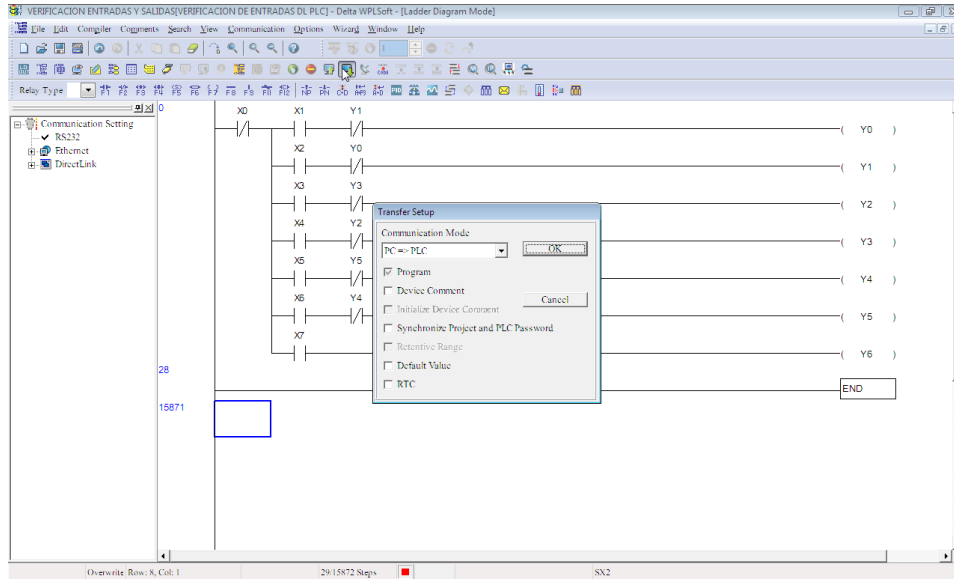 VERIFICACION ENTRADAS Y SALIDAS[VERIFICACION DE ENTRADAS DL PLC] - Delta WPLSoft - [Ladder Diagram Mode]
File Edit Compiler Comments Search View Communication Options Wizard Window Help
Relay Type
Communication Setting
RS232
Ethernet
DirectLink
0
X0 X1 Y1
( Y0 )
X2 Y0
( Y1 )
X3 Y3
( Y2 )
X4 Y2
( Y3 )
X5 Y5
( Y4 )
X6 Y4
( Y5 )
X7
( Y6 )
28
END
15871
Transfer Setup
Communication Mode
PC => PLC
OK
Program
Device Comment
Cancel
Initialize Device Comment
Synchronize Project and PLC Password
Retentive Range
Default Value
RTC
Overwrite Row: 8, Col: 1 29/15872 Steps SX2